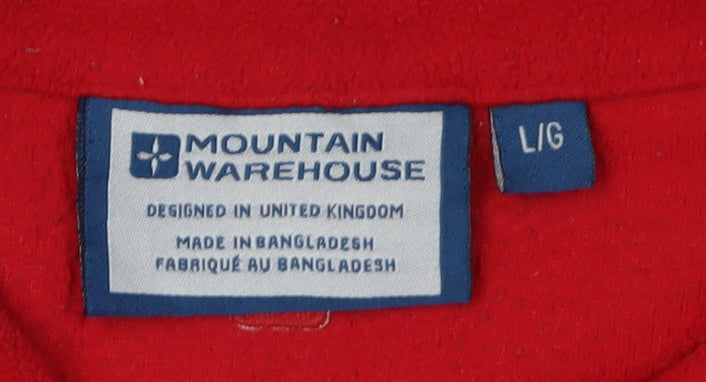 MOUNTAIN
WAREHOUSE
DESIGNED IN UNITED KINGDOM
MADE IN BANGLADESH
FABRIQUÉ AU BANGLADESH
L/G